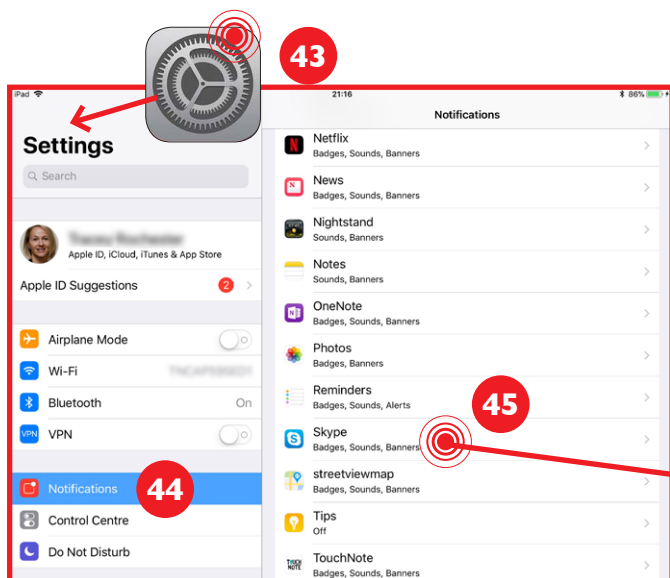 43
iPad 21:16 86%
Settings
Notifications
Search
Apple ID, iCloud, iTunes & App Store
Apple ID Suggestions 2
Airplane Mode
Wi-Fi
Bluetooth On
VPN VPN
Notifications 44
Control Centre
Do Not Disturb
Netflix
Badges, Sounds, Banners
News
Badges, Sounds, Banners
Nightstand
Sounds, Banners
Notes
Sounds, Banners
OneNote
Badges, Sounds, Banners
Photos
Badges, Banners
Reminders
Badges, Sounds, Alerts
45
Skype
Badges, Sounds, Banners
streetviewmap
Badges, Sounds, Banners
Tips
Off
TOUCH
NOTE
TouchNote
Badges, Sounds, Banners